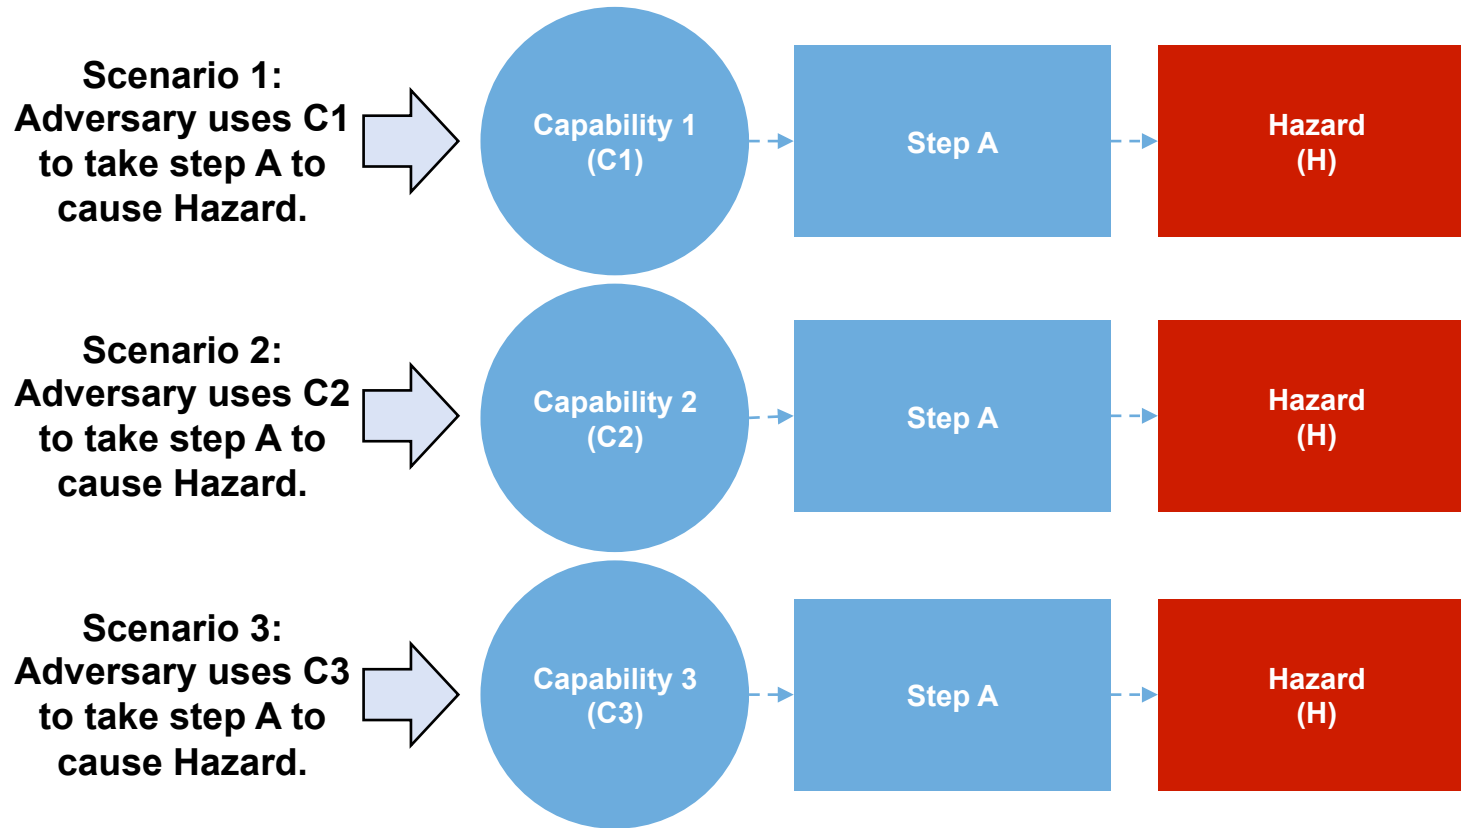 Scenario 1:
Adversary uses C1
to take step A to
cause Hazard.
Capability 1
(C1)
Step A
Hazard
(H)
Scenario 2:
Adversary uses C2
to take step A to
cause Hazard.
Capability 2
(C2)
Step A
Hazard
(H)
Scenario 3:
Adversary uses C3
to take step A to
cause Hazard.
Capability 3
(C3)
Step A
Hazard
(H)